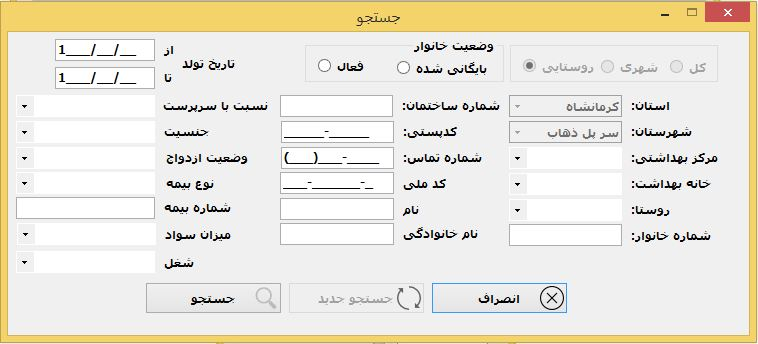 جستجو
کل شهری روستایی
وضعیت خانوار
بایگانی شده فعال
تاریخ تولد
از 1___/__/__
تا 1___/__/__
استان: کرمانشاه
شهرستان: سر پل ذهاب
مرکز بهداشتی:
خانه بهداشت:
روستا:
شماره خانوار:
شماره ساختمان:
کدپستی: _____-_____
شماره تماس: (___)___-____
کد ملی ___-______-_
نام
نام خانوادگی
نسبت با سرپرست
جنسیت
وضعیت ازدواج
نوع بیمه
شماره بیمه
میزان سواد
شغل
انصراف
جستجو جدید
جستجو